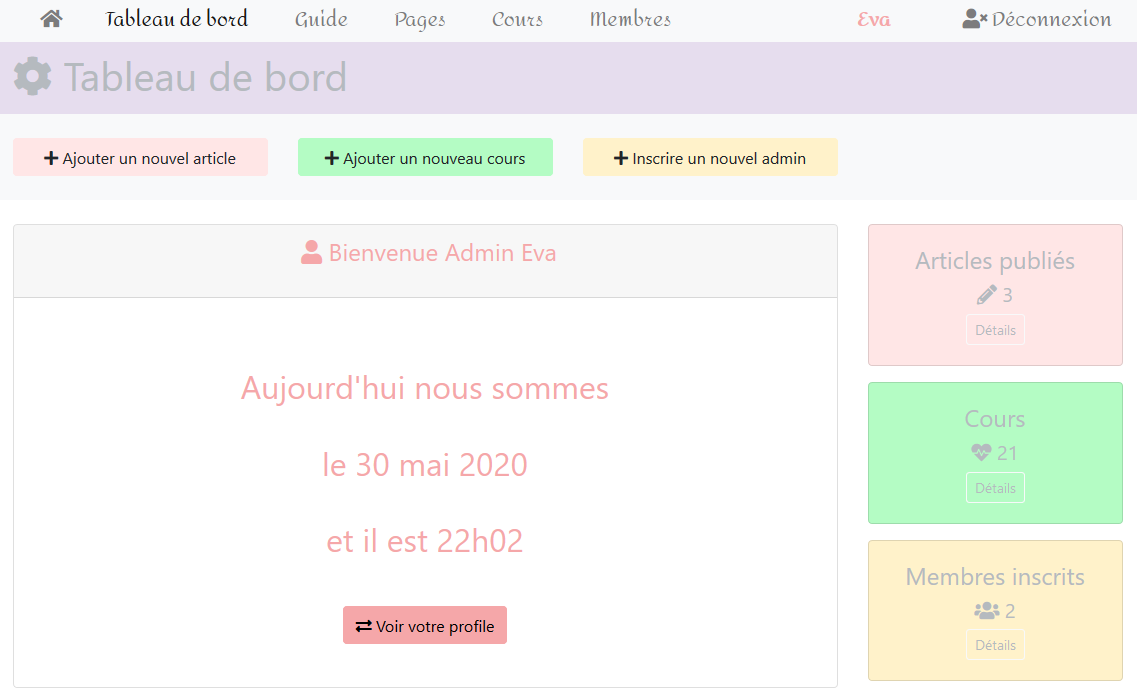 Tableau de bord Guide Pages Cours Membres Eva Déconnexion
Tableau de bord
Ajouter un nouvel article Ajouter un nouveau cours Inscrire un nouvel admin
Bienvenue Admin Eva
Aujourd'hui nous sommes
le 30 mai 2020
et il est 22h02
Voir votre profile
Articles publiés
3
Détails
Cours
21
Détails
Membres inscrits
2
Détails